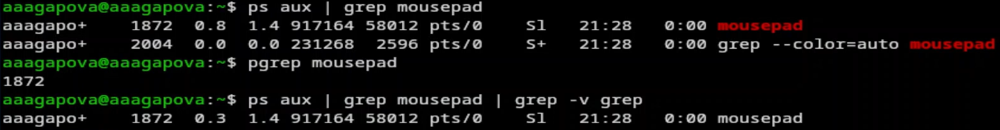 aaagapova@aaagapova:~$ ps aux | grep mousepad
aaagapo+    1872  0.8  1.4 917164 58012 pts/0    Sl   21:28   0:00 mousepad
aaagapo+    2004  0.0  0.0 231268  2596 pts/0    S+   21:28   0:00 grep --color=auto mousepad
aaagapova@aaagapova:~$ pgrep mousepad
1872
aaagapova@aaagapova:~$ ps aux | grep mousepad | grep -v grep
aaagapo+    1872  0.3  1.4 917164 58012 pts/0    Sl   21:28   0:00 mousepad